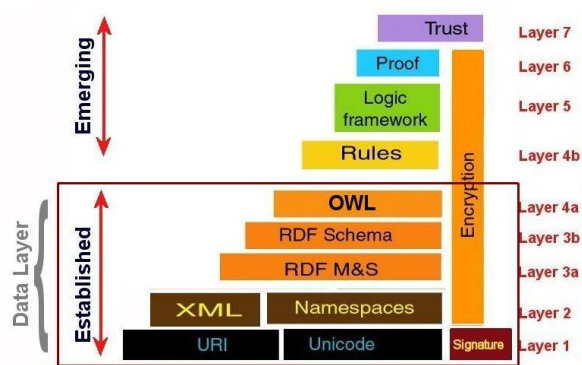 Trust
Layer 7
Proof
Layer 6
Logic
framework
Layer 5
Rules
Layer 4b
Emerging
Encryption
OWL
Layer 4a
RDF Schema
Layer 3b
RDF M&S
Layer 3a
XML
Namespaces
Layer 2
URI
Unicode
Signature
Layer 1
Established
Data Layer